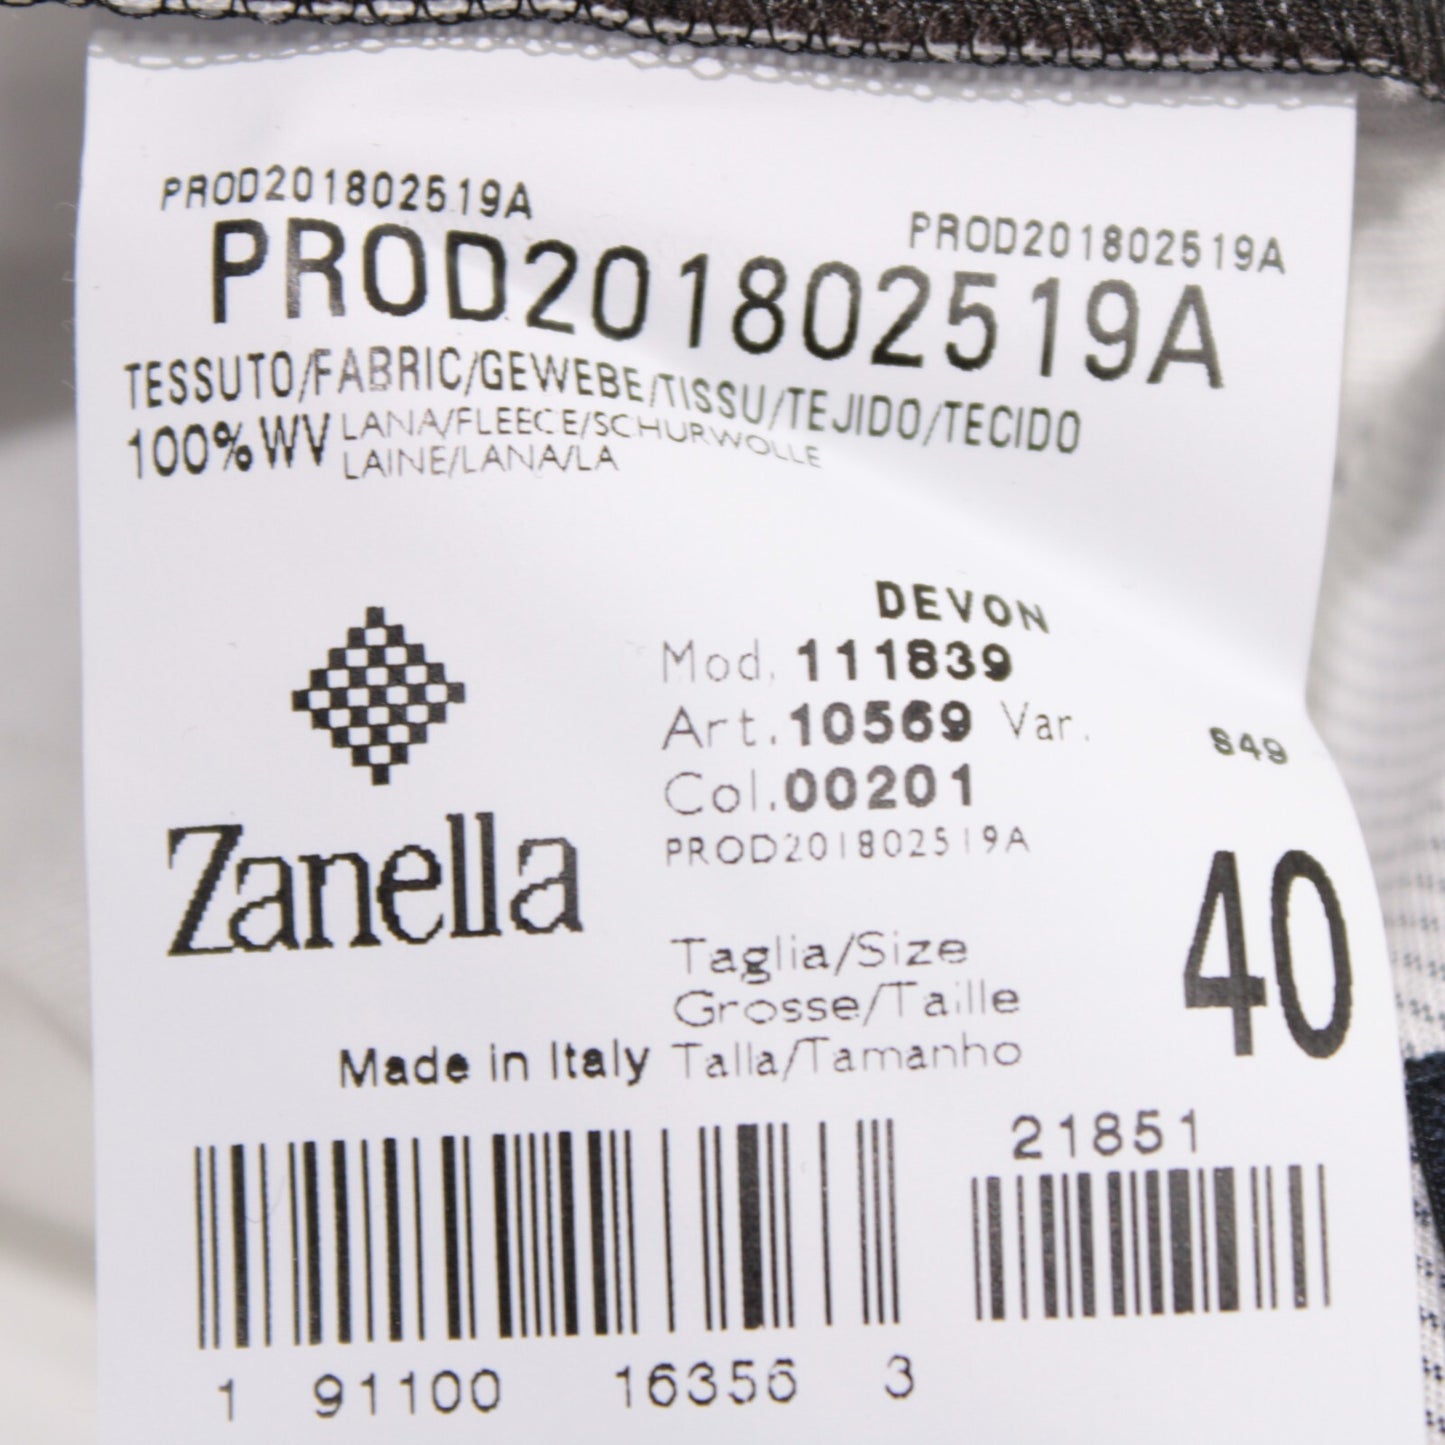 PROD201802519A
PROD201802519A
PROD201802519A
TESSUTO/FABRIC/GEWEBE/TISSU/TEJIDO/TECIDO
100% WV LANA/FLEECE/SCHURWOLLE
LAINE/LANA/LA
DEVON
Mod. 111839
Art. 10569 Var. S49
Col. 00201
PROD201802519A
Zanella
Taglia/Size
Grosse/Taille
Talla/Tamanho
40
Made in Italy
21851
1 91100 16356 3